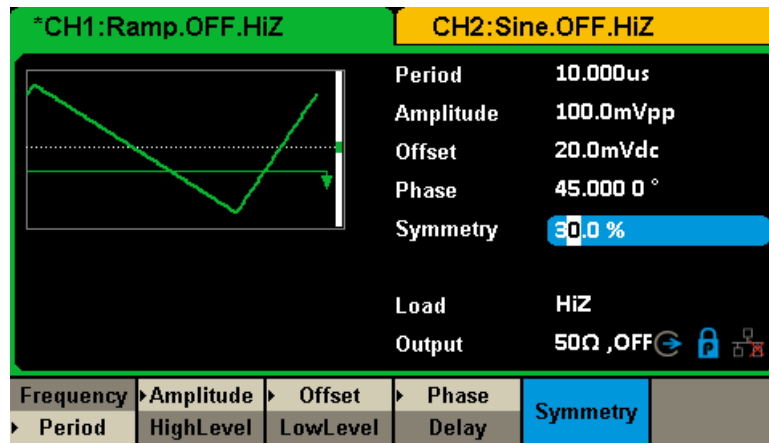 *CH1:Ramp.OFF.HiZ
CH2:Sine.OFF.HiZ
Period 10.000us
Amplitude 100.0mVpp
Offset 20.0mVdc
Phase 45.000 0 °
Symmetry 30.0 %
Load HiZ
Output 50Ω ,OFF
P
Frequency Amplitude Offset Phase Symmetry
Period HighLevel LowLevel Delay